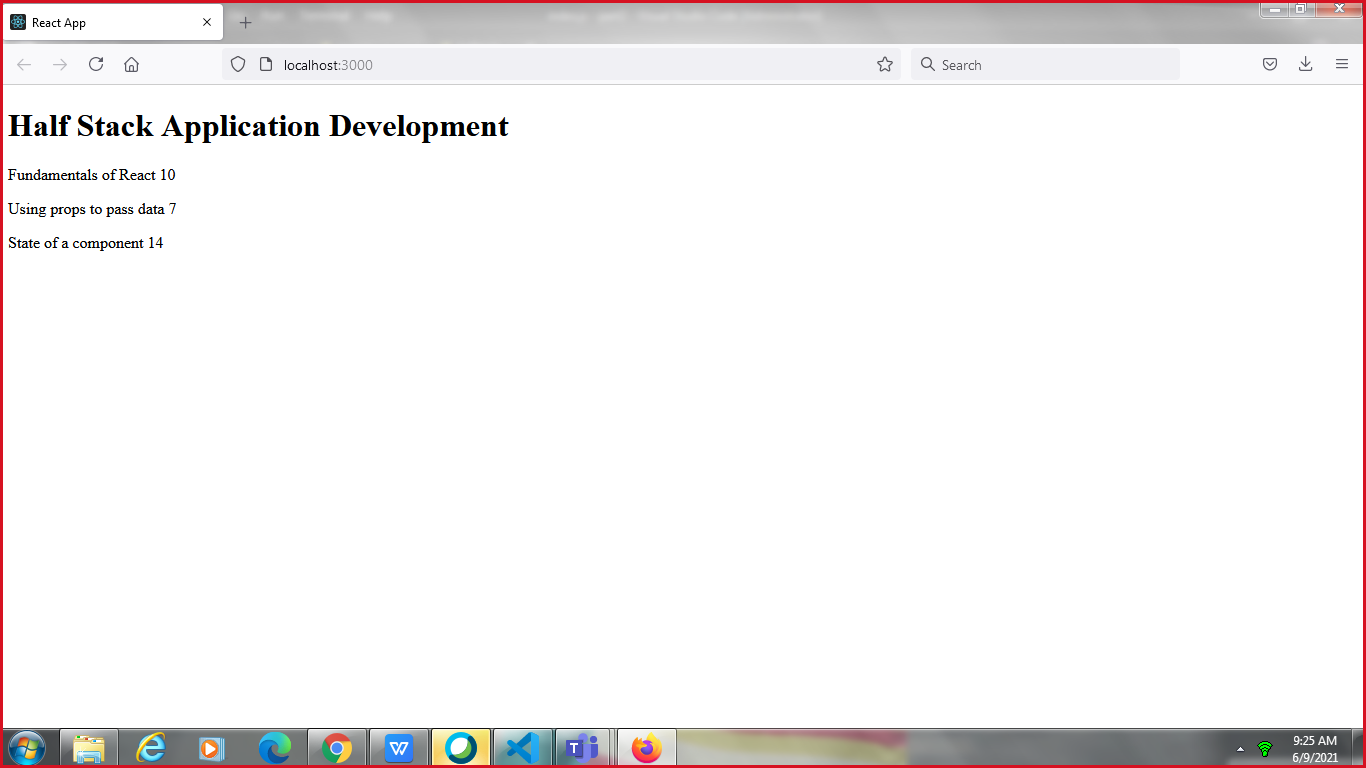 React App
localhost:3000
Search
Half Stack Application Development
Fundamentals of React 10
Using props to pass data 7
State of a component 14
9:25 AM
6/9/2021